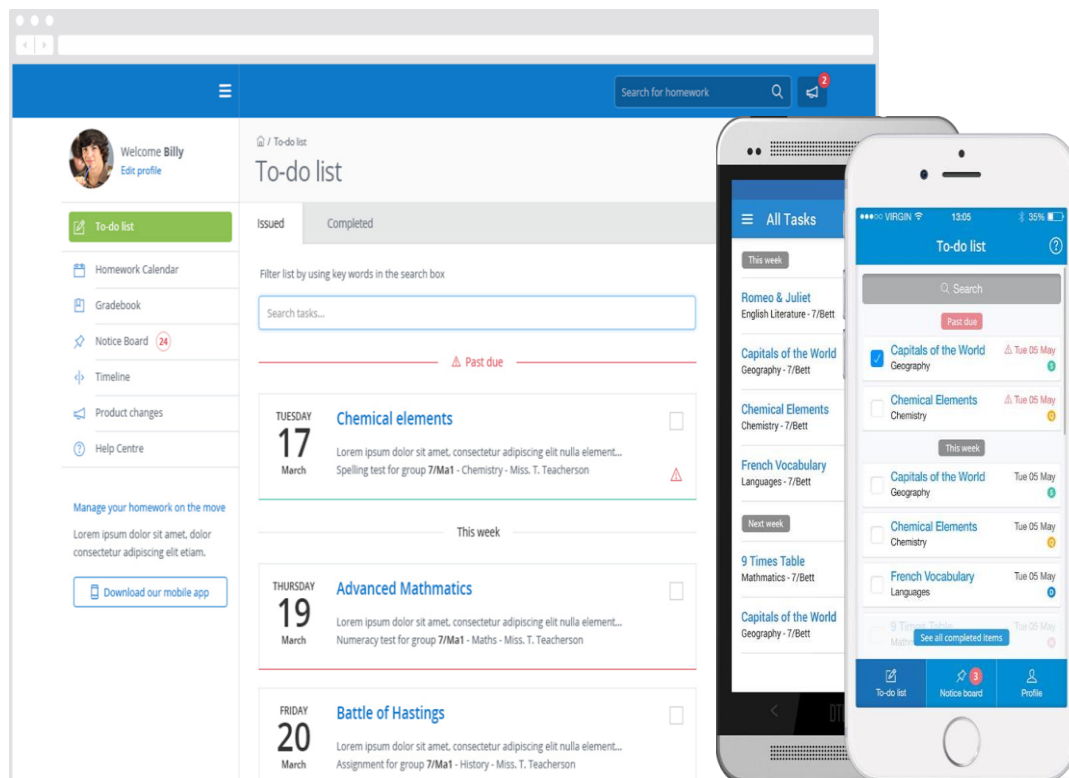 Search for homework
2
Welcome Billy
Edit profile
To-do list
Homework Calendar
Gradebook
Notice Board 24
Timeline
Product changes
Help Centre
Manage your homework on the move
Lorem ipsum dolor sit amet, dolor
consectetur adipiscing elit etiam.
Download our mobile app
/ To-do list
To-do list
Issued Completed
Filter list by using key words in the search box
Search tasks...
Past due
TUESDAY
17
March
Chemical elements
Lorem ipsum dolor sit amet, consectetur adipiscing elit nulla element...
Spelling test for group 7/Ma1 - Chemistry - Miss. T. Teacherson
This week
THURSDAY
19
March
Advanced Mathmatics
Lorem ipsum dolor sit amet, consectetur adipiscing elit nulla element...
Numeracy test for group 7/Ma1 - Maths - Miss. T. Teacherson
FRIDAY
20
March
Battle of Hastings
Lorem ipsum dolor sit amet, consectetur adipiscing elit nulla element...
Assignment for group 7/Ma1 - History - Miss. T. Teacherson
All Tasks
This week
Romeo & Juliet
English Literature - 7/Bett
Capitals of the World
Geography - 7/Bett
Chemical Elements
Chemistry - 7/Bett
French Vocabulary
Languages - 7/Bett
Next week
9 Times Table
Mathmatics - 7/Bett
Capitals of the World
Geography - 7/Bett
VIRGIN 13:05 35%
To-do list ?
Search
Past due
Capitals of the World Tue 05 May
Geography S
Chemical Elements Tue 05 May
Chemistry Q
This week
Capitals of the World Tue 05 May
Geography S
Chemical Elements Tue 05 May
Chemistry Q
French Vocabulary Tue 05 May
Languages D
9 Times Table Tue 05 May
See all completed items
3
To-do list Notice board Profile